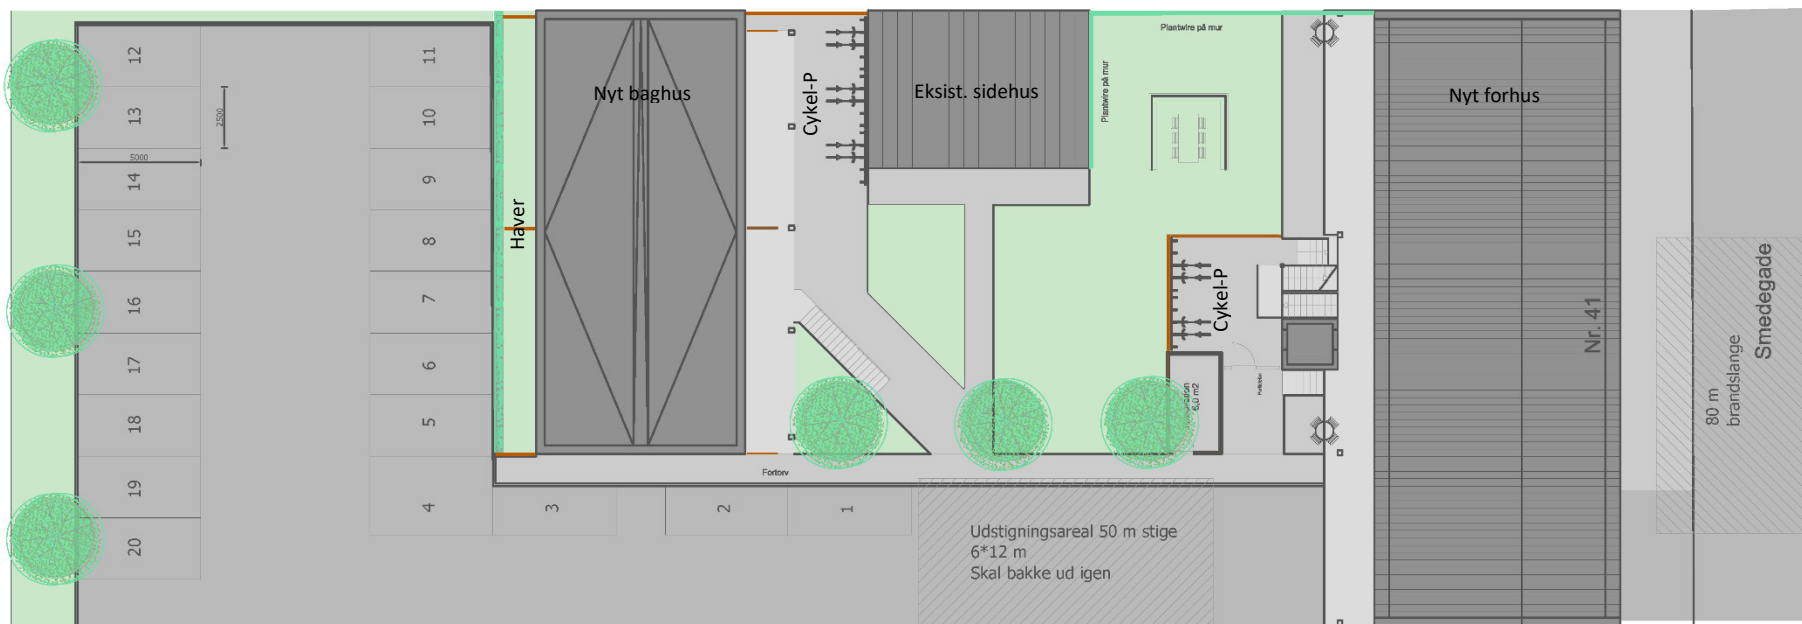 12
13
14
15
16
17
18
19
20
2500
5000
11
10
9
8
7
6
5
4
3
2
1
Haver
Nyt baghus
Cykel-P
Eksist. sidehus
Plantwire på mur
Plantwire på mur
Cykel-P
6,0 m2
Fortorv
Udstigningsareal 50 m stige
6*12 m
Skal bakke ud igen
Nyt forhus
Nr. 41
80 m
brandslange
Smedegade